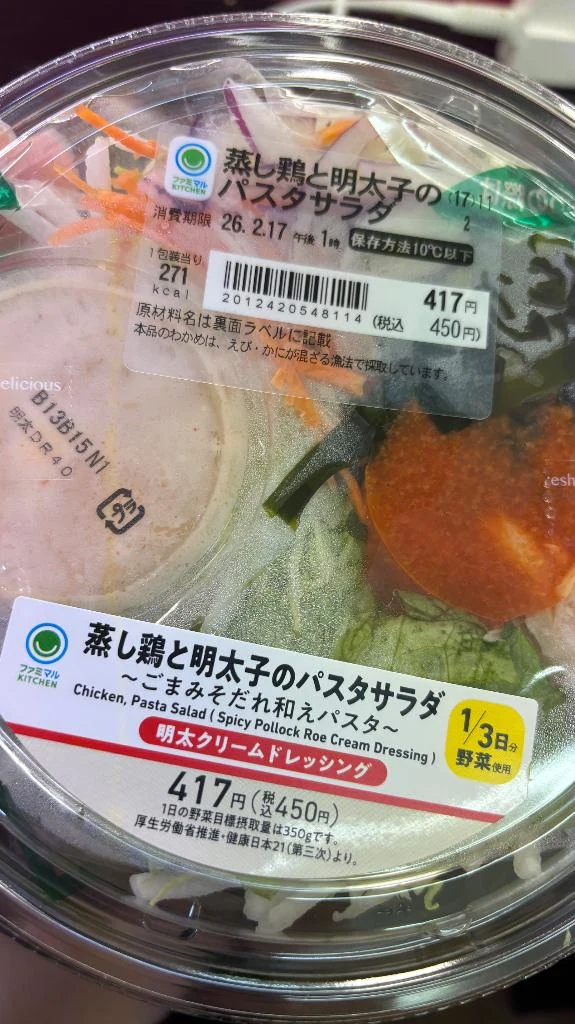 ファミマル
KITCHEN
蒸し鶏と明太子の
パスタサラダ
消費期限 26. 2.17 午後 1時 保存方法10℃以下
2
1包装当り
271
kcal
2012420548114
417円
(税込 450円)
原材料名は裏面ラベルに記載
本品のわかめは、えび・かにが混ざる漁法で採取しています。
elicious
B13B15 N1
明太DR40
プラ
esh
ファミマル
KITCHEN
蒸し鶏と明太子のパスタサラダ
～ごまみそだれ和えパスタ～
Chicken, Pasta Salad ( Spicy Pollock Roe Cream Dressing )
明太クリームドレッシング
1/3日分
野菜使用
417円(税込450円)
1日の野菜目標摂取量は350gです。
厚生労働省推進・健康日本21(第三次)より。